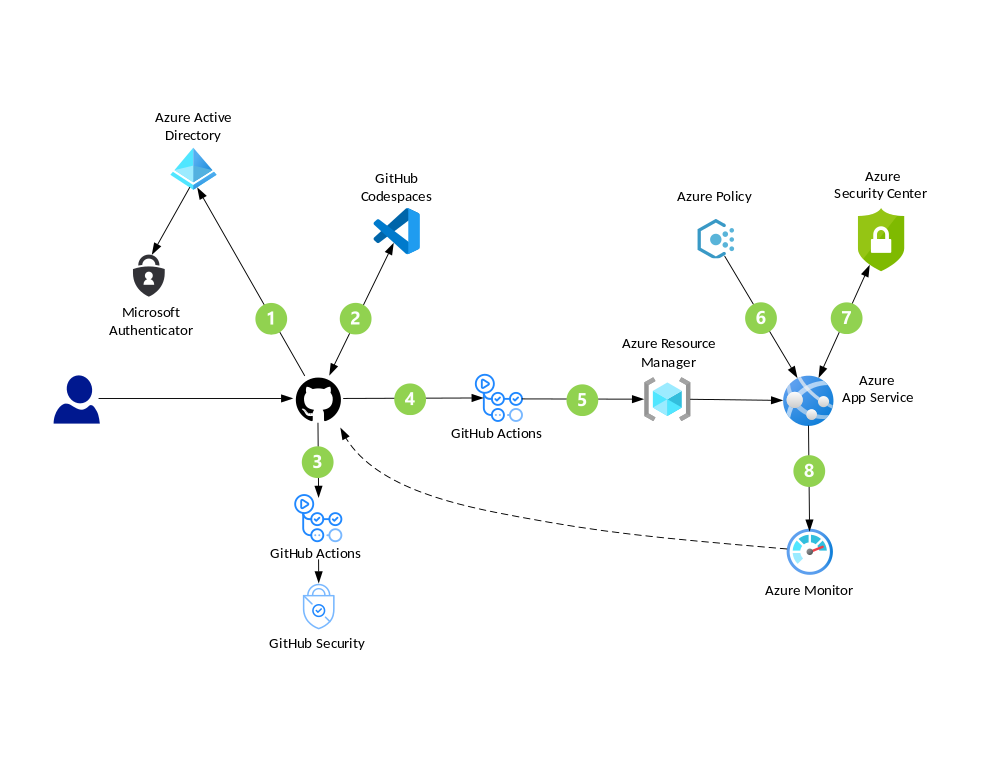 Azure Active
Directory
Microsoft
Authenticator
1
GitHub
Codespaces
2
3
GitHub Actions
GitHub Security
4
GitHub Actions
5
Azure Resource
Manager
Azure Policy
6
Azure
Security Center
7
Azure
App Service
8
Azure Monitor